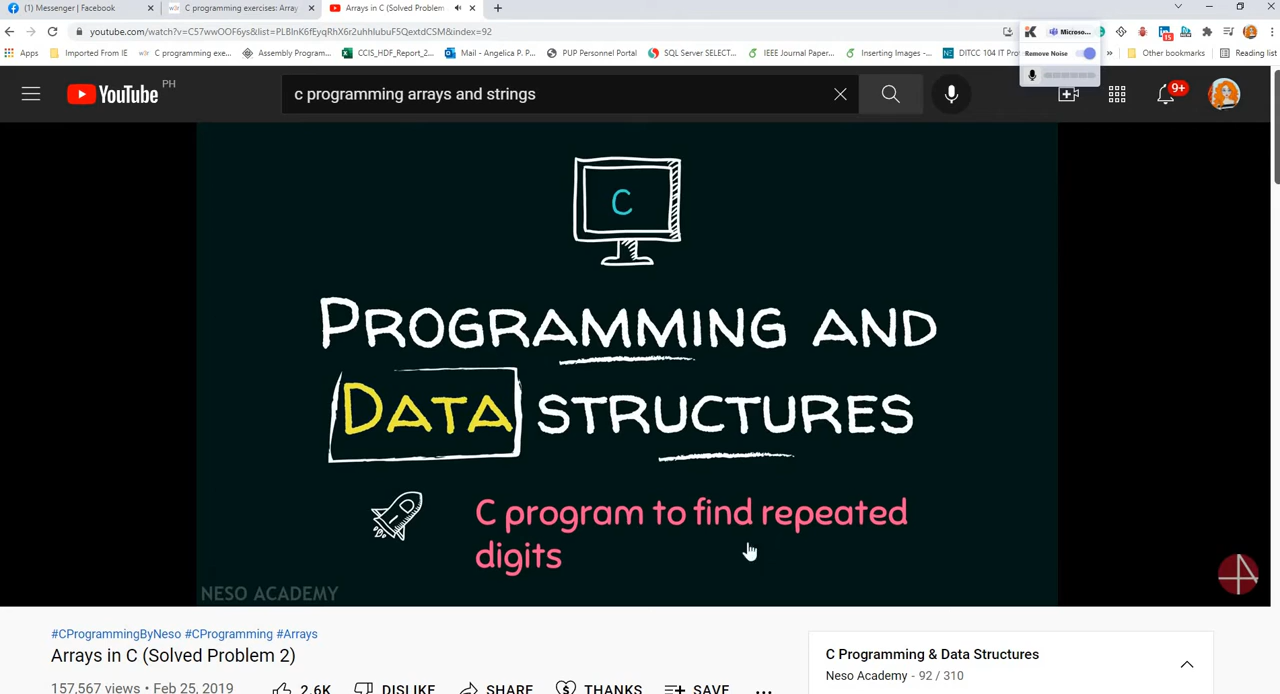 (1) Messenger | Facebook
C programming exercises: Array
Arrays in C (Solved Problem
youtube.com/watch?v=C57wwOOF6ys&list=PLBInK6fEyqRhX6r2uhhlubuF5QextdCSM&index=92
Microso...
Apps
Imported From IE
C programming exe...
Assembly Program...
CCIS_HDF_Report_2...
Mail - Angelica P. P...
PUP Personnel Portal
SQL Server SELECT...
IEEE Journal Paper...
Inserting Images -...
DITCC 104 IT Pr
»
Other bookmarks
Reading list
Remove Noise
YouTube PH
c programming arrays and strings
9+
C
PROGRAMMING AND
DATA STRUCTURES
C program to find repeated
digits
NESO ACADEMY
#CProgrammingByNeso #CProgramming #Arrays
Arrays in C (Solved Problem 2)
157,567 views • Feb 25, 2019
2.6K
DISLIKE
SHARE
THANKS
SAVE
C Programming & Data Structures
Neso Academy - 92 / 310